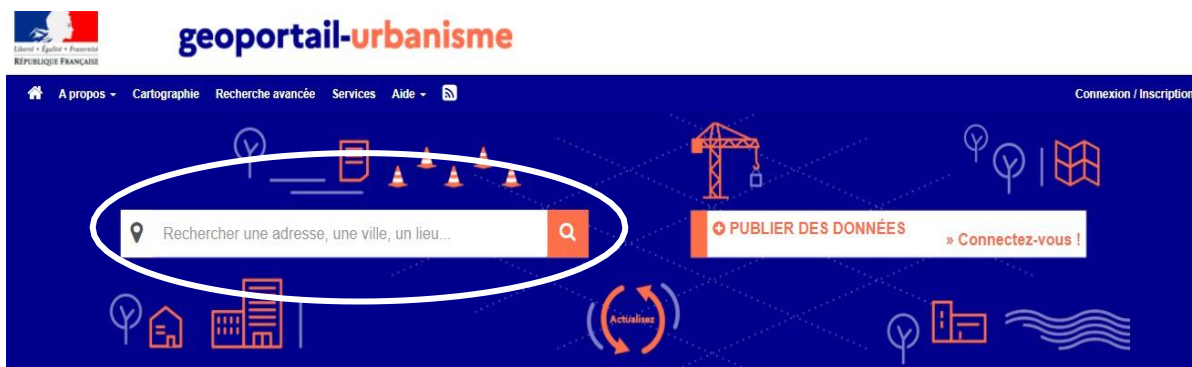 Liberté • Égalité • Fraternité
RÉPUBLIQUE FRANÇAISE
geoportail-urbanisme
A propos Cartographie Recherche avancée Services Aide Connexion / Inscription
Rechercher une adresse, une ville, un lieu...
PUBLIER DES DONNÉES
» Connectez-vous !
Actualisez